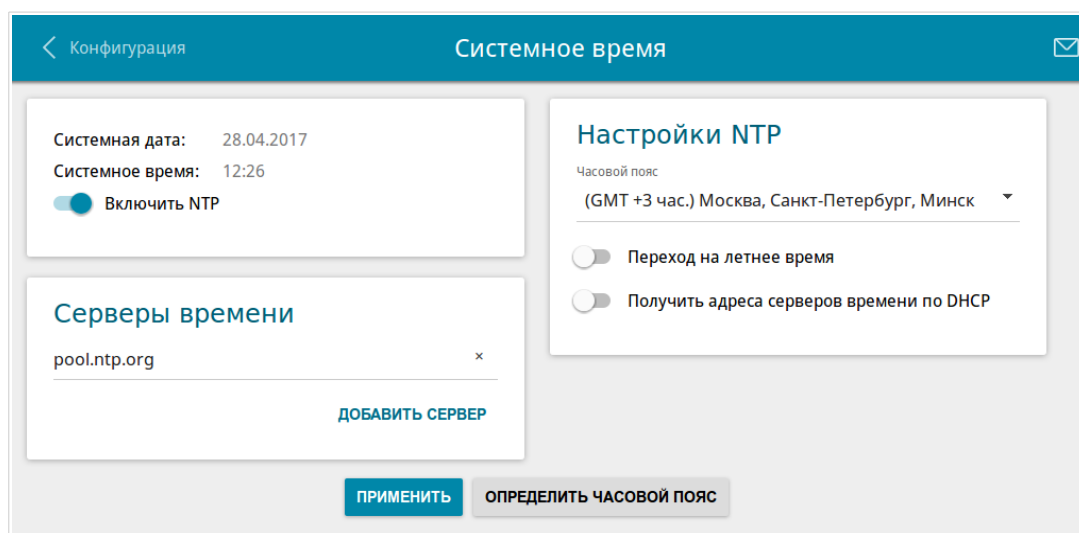 Конфигурация
Системное время
Системная дата: 28.04.2017
Системное время: 12:26
Включить NTP
Серверы времени
pool.ntp.org ×
ДОБАВИТЬ СЕРВЕР
Настройки NTP
Часовой пояс
(GMT +3 час.) Москва, Санкт-Петербург, Минск
Переход на летнее время
Получить адреса серверов времени по DHCP
ПРИМЕНИТЬ
ОПРЕДЕЛИТЬ ЧАСОВОЙ ПОЯС